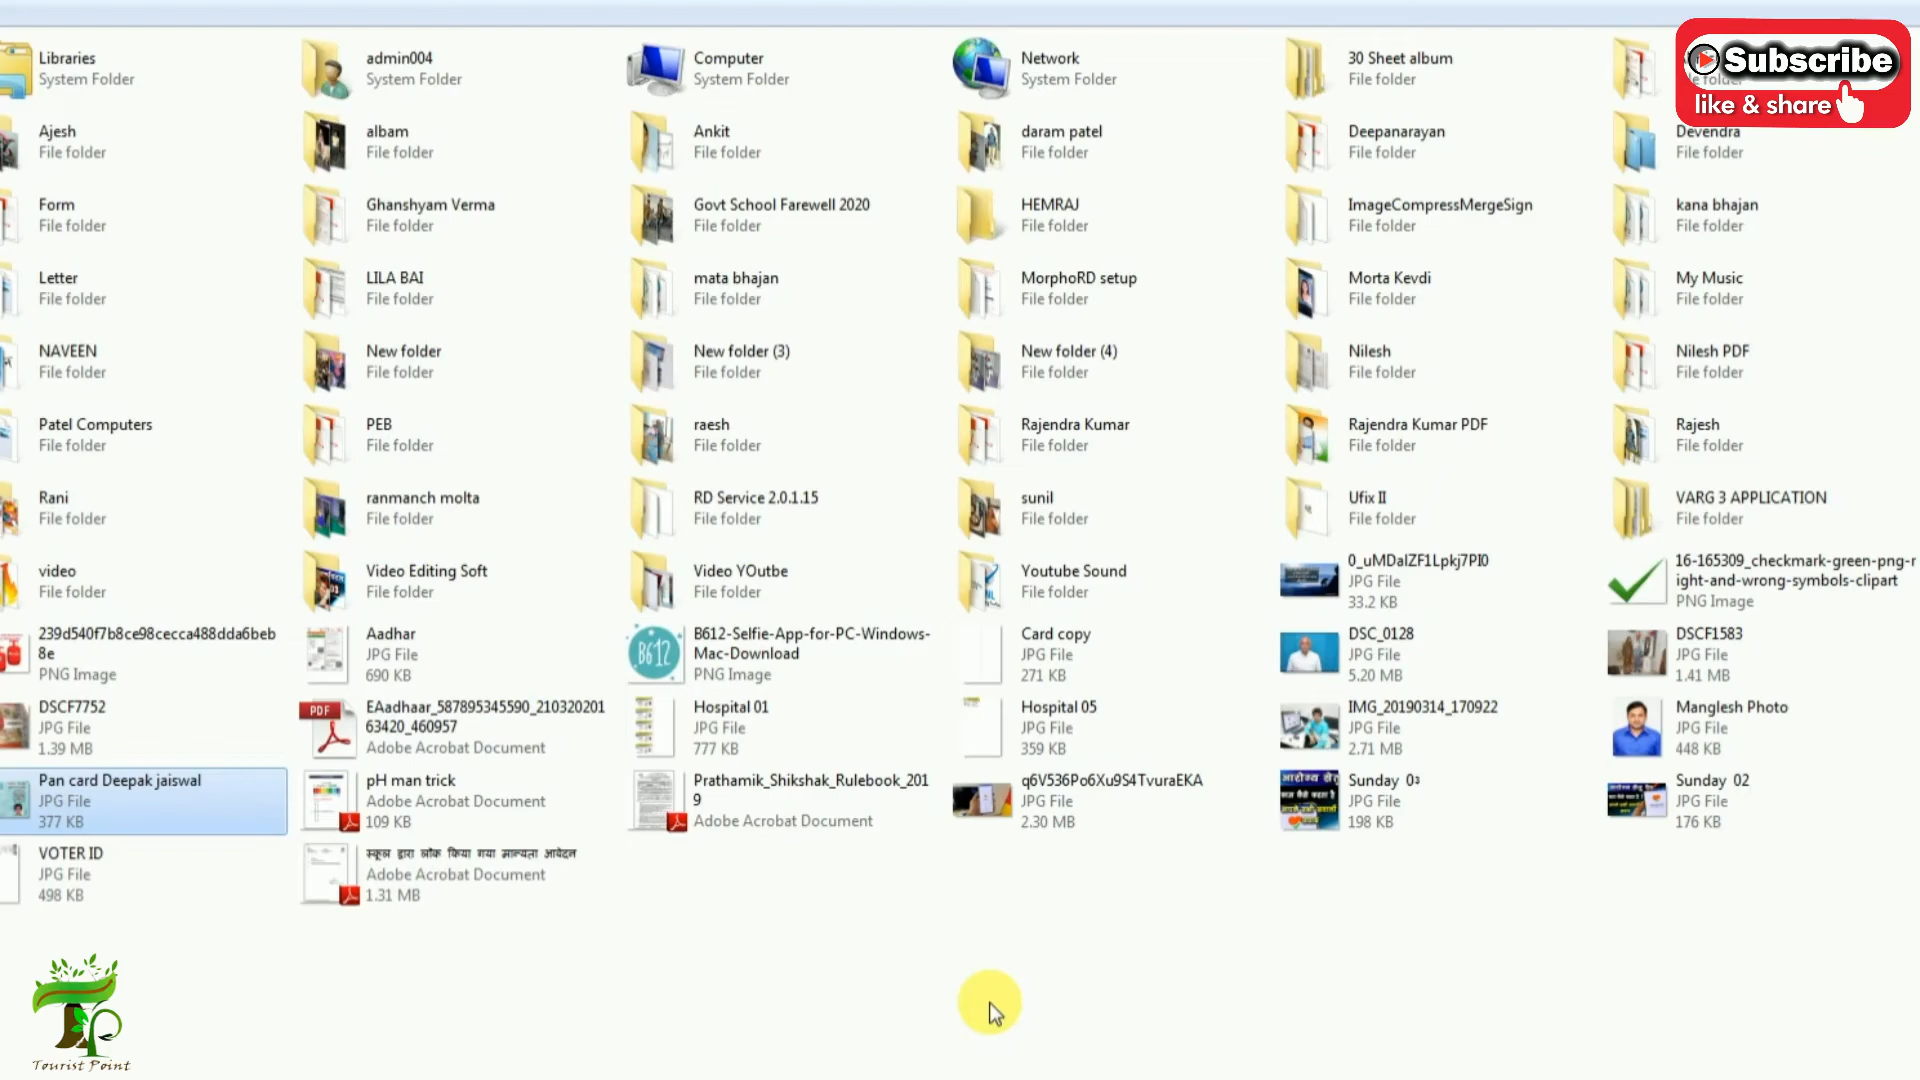 Libraries
System Folder
admin004
System Folder
Computer
System Folder
Network
System Folder
30 Sheet album
File folder
Subscribe
like & share
Ajesh
File folder
albam
File folder
Ankit
File folder
daram patel
File folder
Deepanarayan
File folder
Devendra
File folder
Form
File folder
Ghanshyam Verma
File folder
Govt School Farewell 2020
File folder
HEMRAJ
File folder
ImageCompressMergeSign
File folder
kana bhajan
File folder
Letter
File folder
LILA BAI
File folder
mata bhajan
File folder
MorphoRD setup
File folder
Morta Kevdi
File folder
My Music
File folder
NAVEEN
File folder
New folder
File folder
New folder (3)
File folder
New folder (4)
File folder
Nilesh
File folder
Nilesh PDF
File folder
Patel Computers
File folder
PEB
File folder
raesh
File folder
Rajendra Kumar
File folder
Rajendra Kumar PDF
File folder
Rajesh
File folder
Rani
File folder
ranmanch molta
File folder
RD Service 2.0.1.15
File folder
sunil
File folder
Ufix II
File folder
VARG 3 APPLICATION
File folder
video
File folder
Video Editing Soft
File folder
Video YOutbe
File folder
Youtube Sound
File folder
0_uMDalZF1Lpkj7PI0
JPG File
33.2 KB
16-165309_checkmark-green-png-r
ight-and-wrong-symbols-clipart
PNG Image
239d540f7b8ce98cecca488dda6beb
8e
PNG Image
Aadhar
JPG File
690 KB
B612
B612-Selfie-App-for-PC-Windows-
Mac-Download
PNG Image
Card copy
JPG File
271 KB
DSC_0128
JPG File
5.20 MB
DSCF1583
JPG File
1.41 MB
DSCF7752
JPG File
1.39 MB
PDF
EAadhaar_587895345590_210320201
63420_460957
Adobe Acrobat Document
Hospital 01
JPG File
777 KB
Hospital 05
JPG File
359 KB
IMG_20190314_170922
JPG File
2.71 MB
Manglesh Photo
JPG File
448 KB
Pan card Deepak jaiswal
JPG File
377 KB
pH man trick
Adobe Acrobat Document
109 KB
Prathamik_Shikshak_Rulebook_201
9
Adobe Acrobat Document
q6V536Po6Xu9S4TvuraEKA
JPG File
2.30 MB
Sunday 03
JPG File
198 KB
Sunday 02
JPG File
176 KB
VOTER ID
JPG File
498 KB
स्कूल द्वारा लॉक किया गया मान्यता आवेदन
Adobe Acrobat Document
1.31 MB
Tourist Point